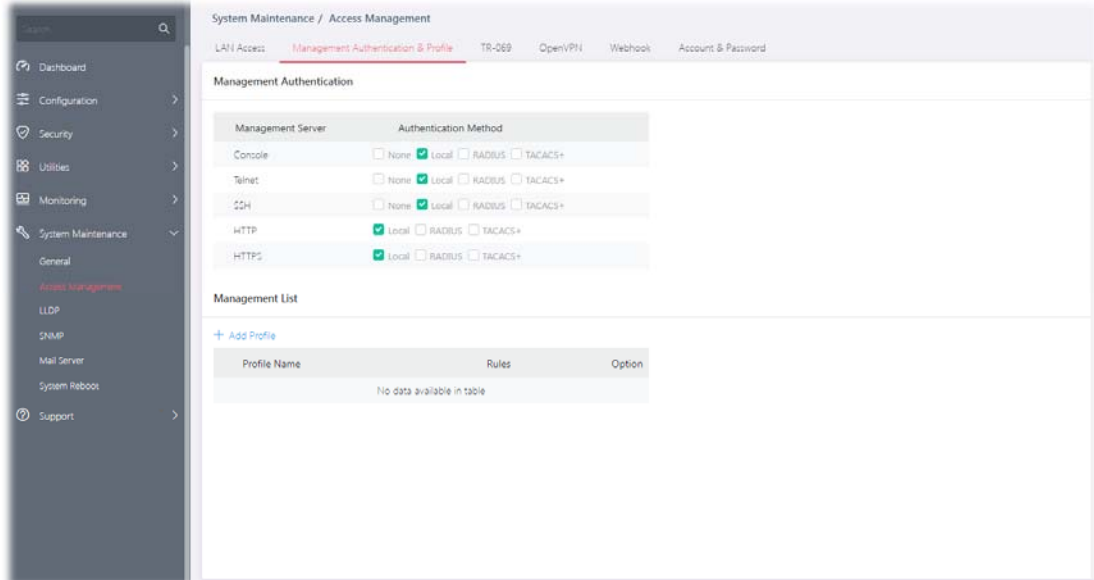 Search
Dashboard
Configuration
Security
Utilities
Monitoring
System Maintenance
General
Access Management
LLDP
SNMP
Mail Server
System Reboot
Support
System Maintenance / Access Management
LAN Access Management Authentication & Profile TR-069 OpenVPN Webhook Account & Password
Management Authentication
Management Server Authentication Method
Console None Local RADIUS TACACS+
Telnet None Local RADIUS TACACS+
SSH None Local RADIUS TACACS+
HTTP Local RADIUS TACACS+
HTTPS Local RADIUS TACACS+
Management List
+ Add Profile
Profile Name Rules Option
No data available in table